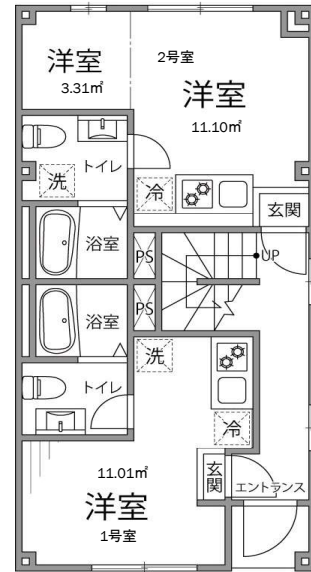 2号室
洋室
3.31㎡
洋室
11.10㎡
トイレ
洗
冷
玄関
浴室
PS
UP
浴室
PS
洗
トイレ
冷
11.01㎡
洋室
1号室
玄関
エントランス